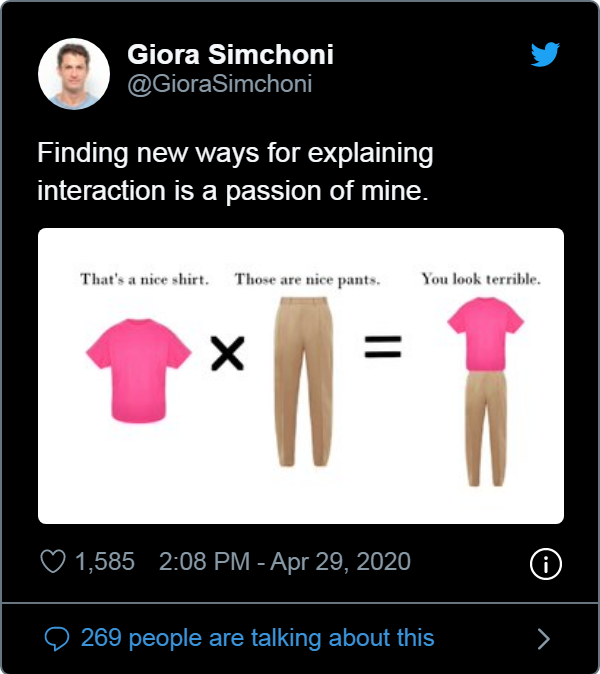 Giora Simchoni
@GioraSimchoni
Finding new ways for explaining
interaction is a passion of mine.
That's a nice shirt. Those are nice pants. You look terrible.
× =
1,585 2:08 PM - Apr 29, 2020
269 people are talking about this